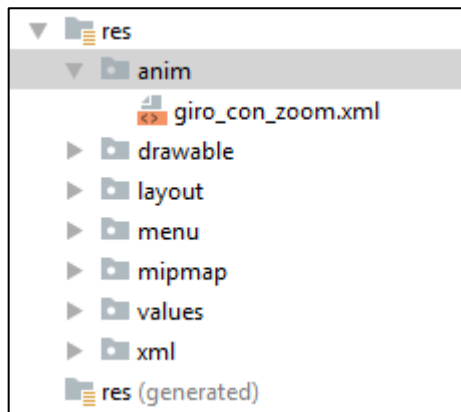 res
anim
giro_con_zoom.xml
drawable
layout
menu
mipmap
values
xml
res (generated)